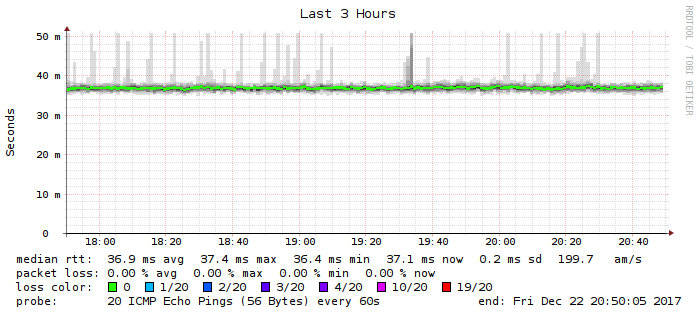 Last 3 Hours
RRDTOOL / TOBI OETIKER
Seconds
50 m
40 m
30 m
20 m
10 m
0
18:00 18:20 18:40 19:00 19:20 19:40 20:00 20:20 20:40
median rtt: 36.9 ms avg 37.4 ms max 36.4 ms min 37.1 ms now 0.2 ms sd 199.7 am/s
packet loss: 0.00 % avg 0.00 % max 0.00 % min 0.00 % now
loss color: 0 1/20 2/20 3/20 4/20 10/20 19/20
probe: 20 ICMP Echo Pings (56 Bytes) every 60s end: Fri Dec 22 20:50:05 2017